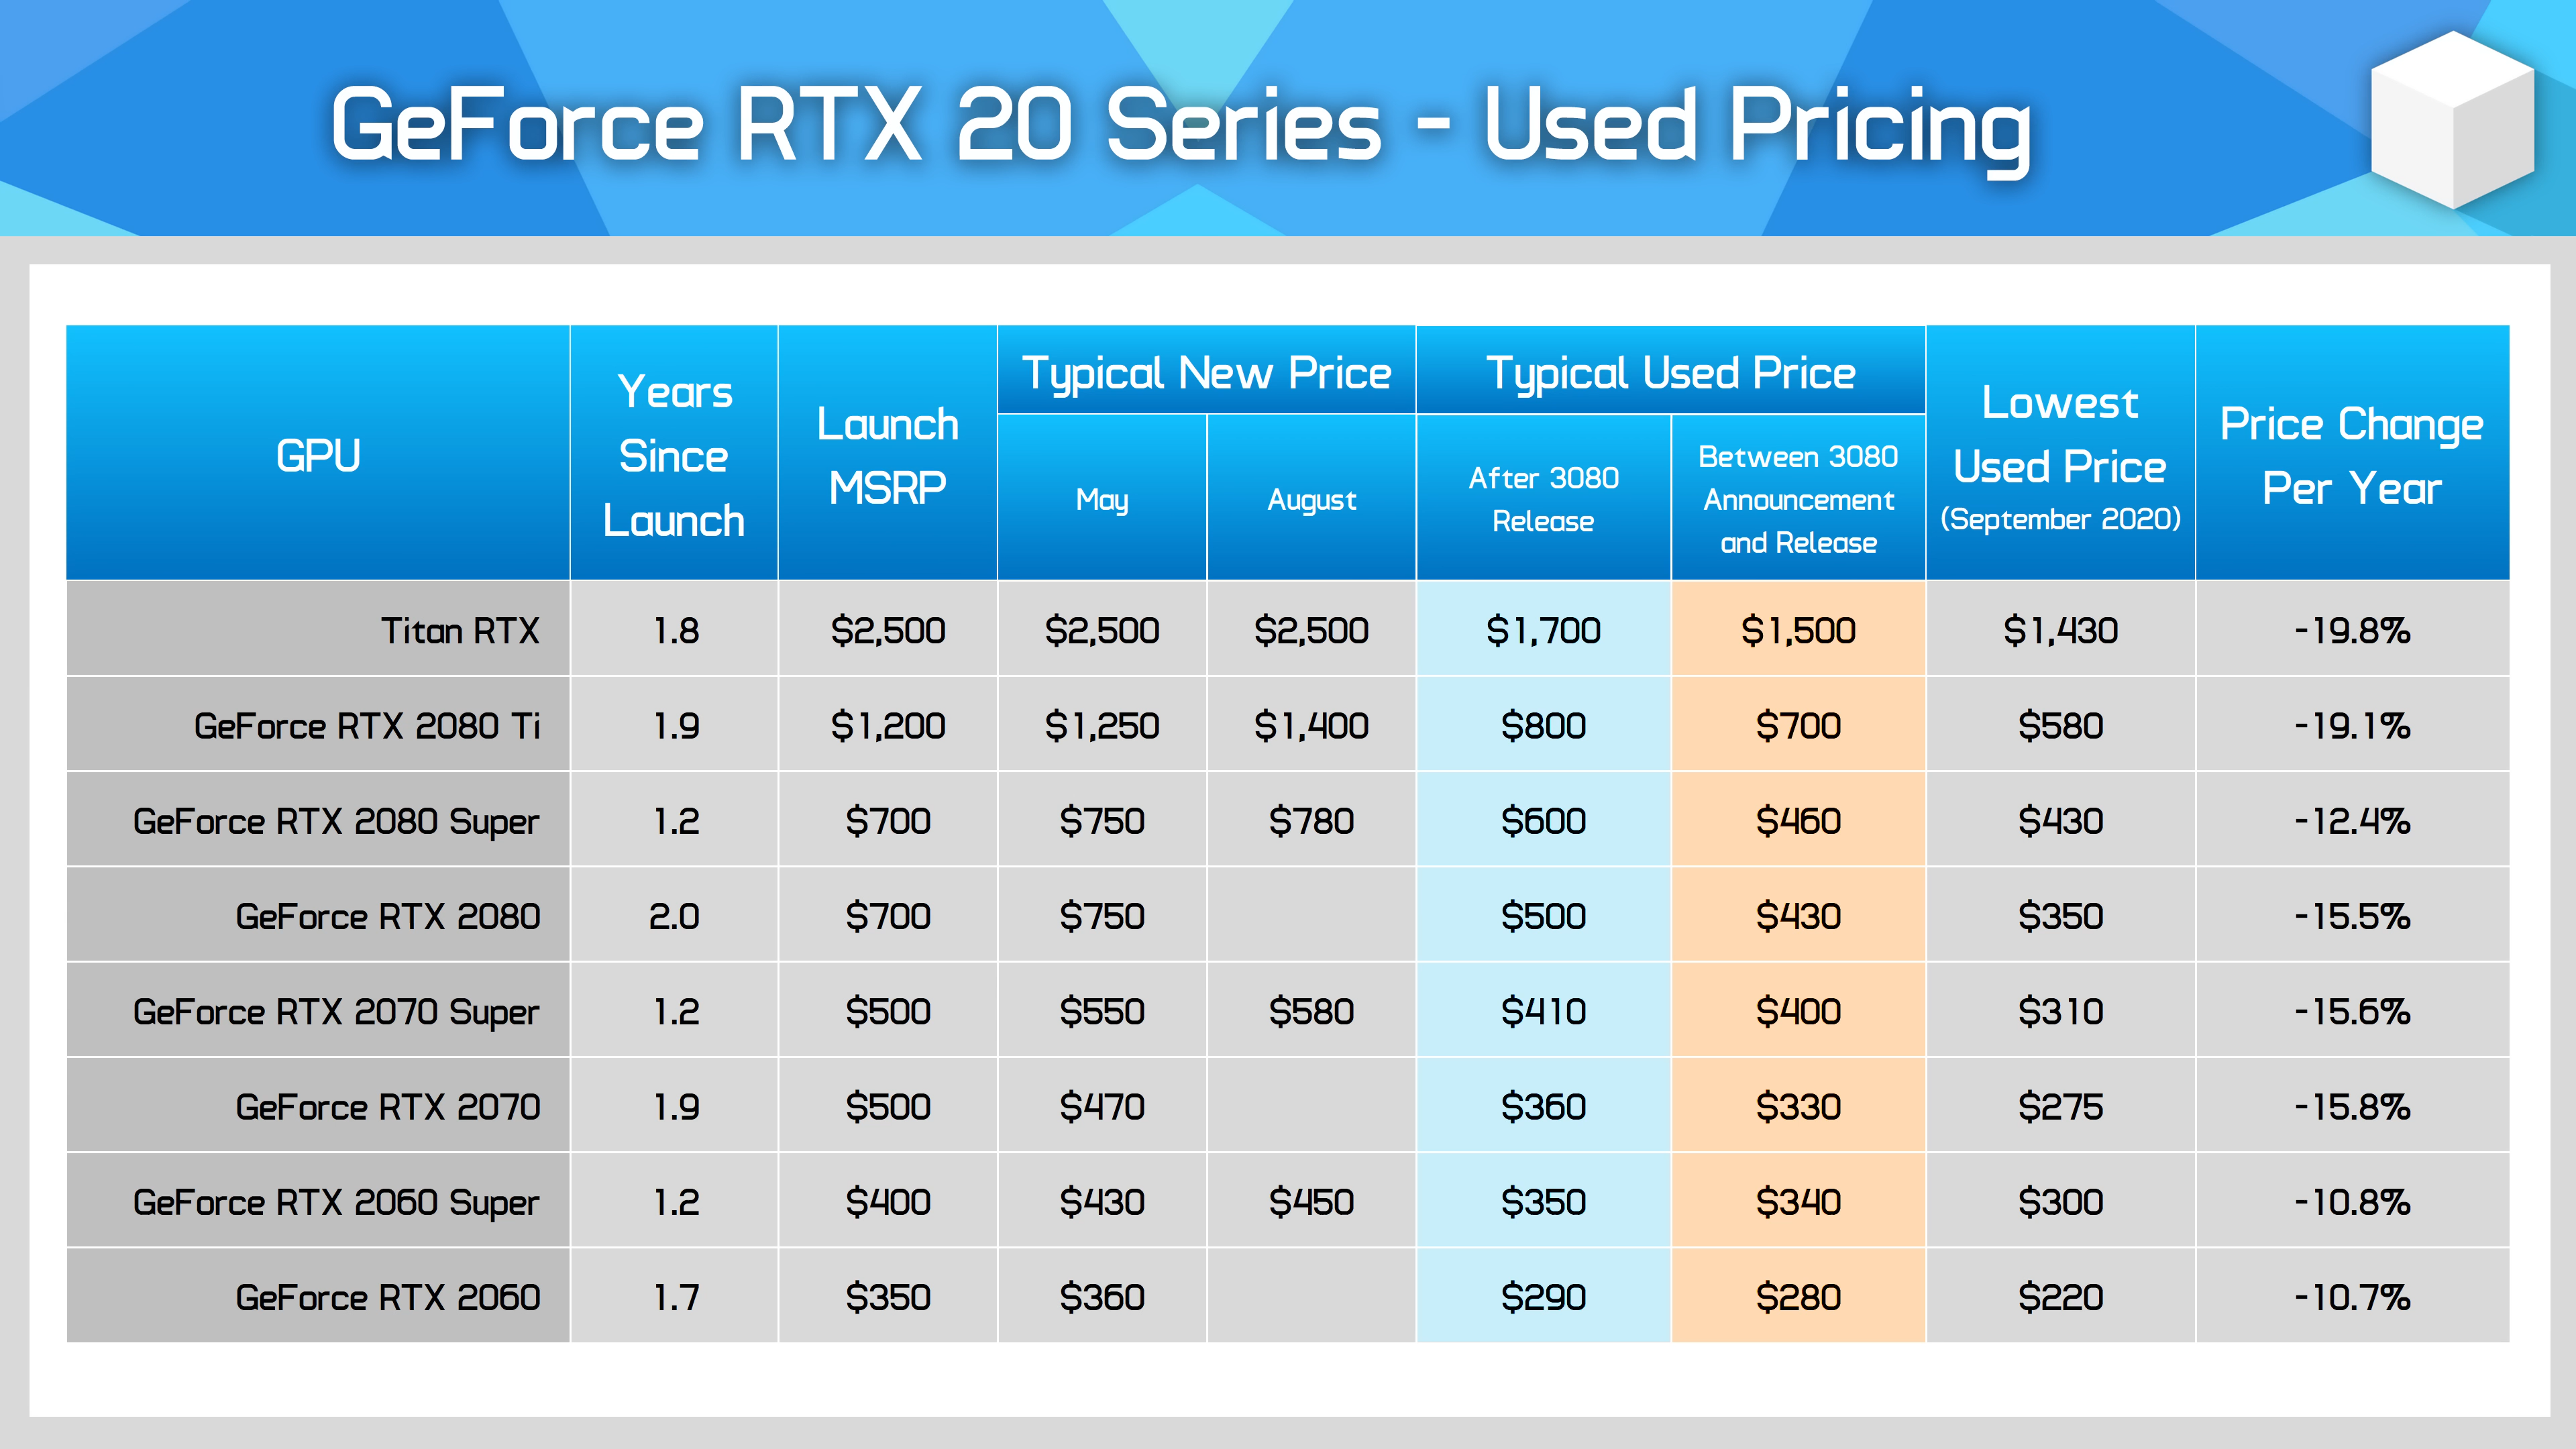 GeForce RTX 20 Series - Used Pricing
GPU
Years
Since
Launch
Launch
MSRP
Typical New Price
May
August
Typical Used Price
After 3080
Release
Between 3080
Announcement
and Release
Lowest
Used Price
(September 2020)
Price Change
Per Year
Titan RTX 1.8 $2,500 $2,500 $2,500 $1,700 $1,500 $1,430 -19.8%
GeForce RTX 2080 Ti 1.9 $1,200 $1,250 $1,400 $800 $700 $580 -19.1%
GeForce RTX 2080 Super 1.2 $700 $750 $780 $600 $460 $430 -12.4%
GeForce RTX 2080 2.0 $700 $750 $500 $430 $350 -15.5%
GeForce RTX 2070 Super 1.2 $500 $550 $580 $410 $400 $310 -15.6%
GeForce RTX 2070 1.9 $500 $470 $360 $330 $275 -15.8%
GeForce RTX 2060 Super 1.2 $400 $430 $450 $350 $340 $300 -10.8%
GeForce RTX 2060 1.7 $350 $360 $290 $280 $220 -10.7%